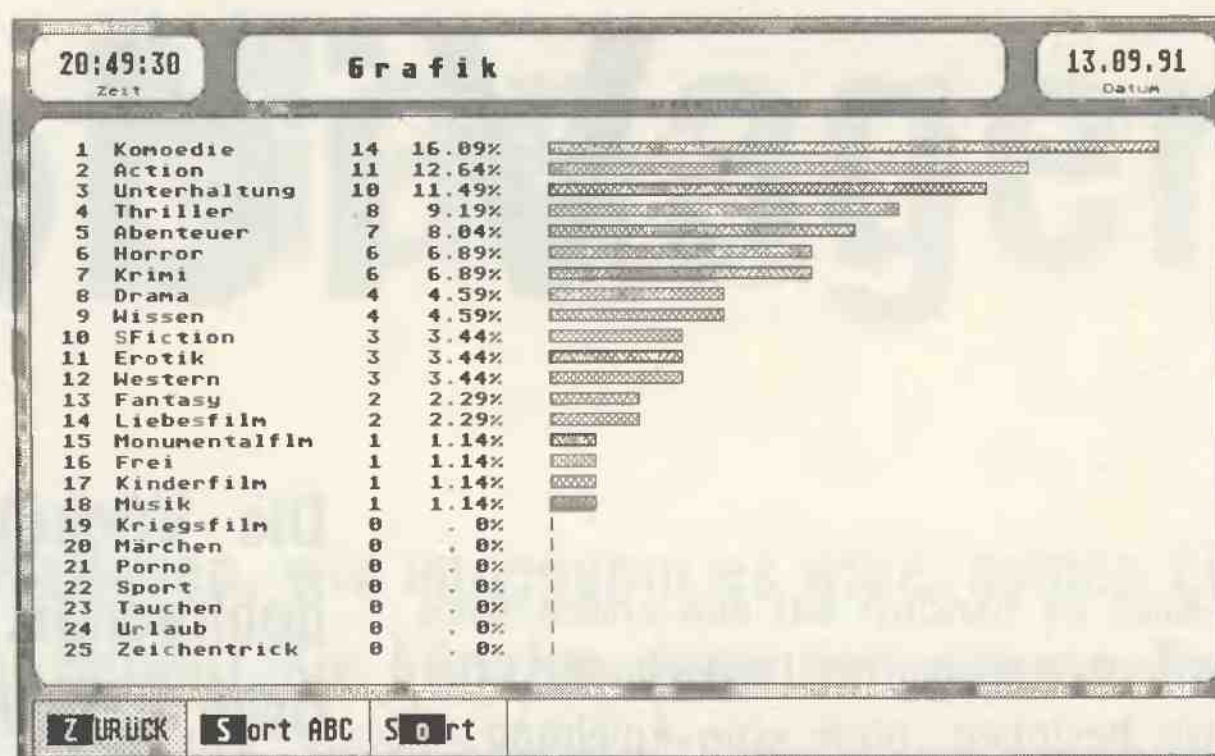 20:49:30
Zeit
Grafik
13.09.91
Datum
1 Komoedie 14 16.09%
2 Action 11 12.64%
3 Unterhaltung 10 11.49%
4 Thriller 8 9.19%
5 Abenteuer 7 8.04%
6 Horror 6 6.89%
7 Krimi 6 6.89%
8 Drama 4 4.59%
9 Wissen 4 4.59%
10 SFiction 3 3.44%
11 Erotik 3 3.44%
12 Western 3 3.44%
13 Fantasy 2 2.29%
14 Liebesfilm 2 2.29%
15 Monumentalflm 1 1.14%
16 Frei 1 1.14%
17 Kinderfilm 1 1.14%
18 Musik 1 1.14%
19 Kriegsfilm 0 . 0%
20 Märchen 0 . 0%
21 Porno 0 . 0%
22 Sport 0 . 0%
23 Tauchen 0 . 0%
24 Urlaub 0 . 0%
25 Zeichentrick 0 . 0%
ZURüCK Sort ABC Sort